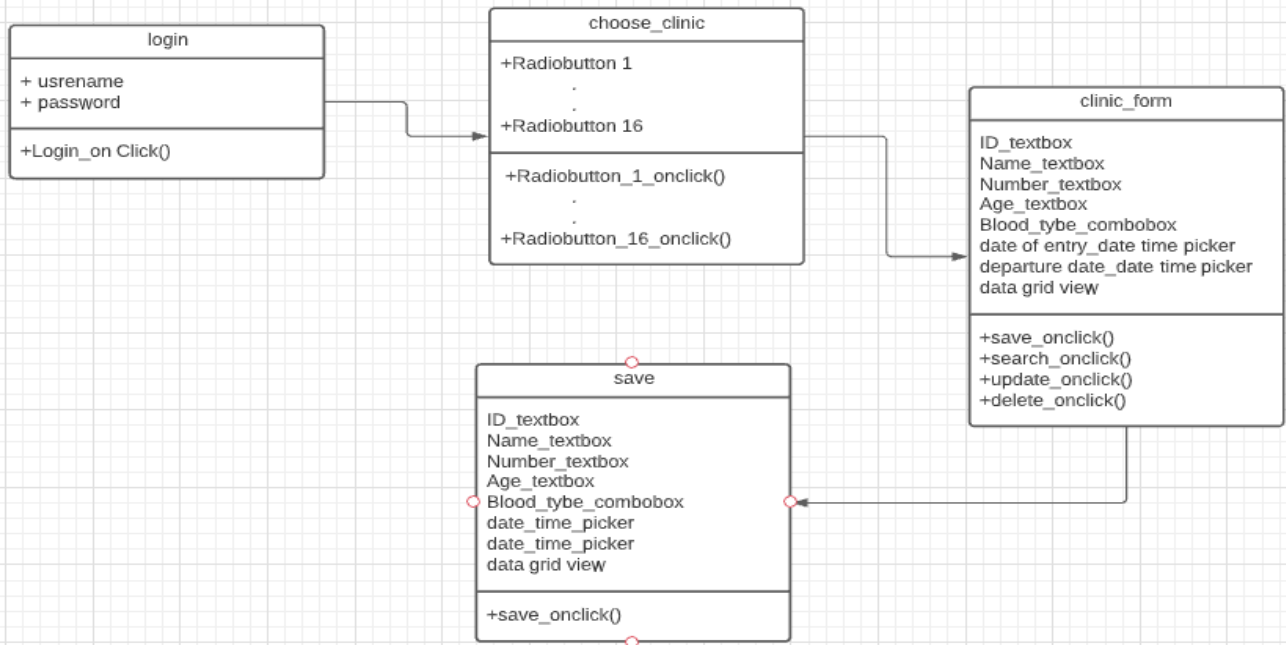 login
+ usrename
+ password
+Login_on Click()
choose_clinic
+Radiobutton 1
.
.
+Radiobutton 16
+Radiobutton_1_onclick()
.
.
+Radiobutton_16_onclick()
clinic_form
ID_textbox
Name_textbox
Number_textbox
Age_textbox
Blood_tybe_combobox
date of entry_date time picker
departure date_date time picker
data grid view
+save_onclick()
+search_onclick()
+update_onclick()
+delete_onclick()
save
ID_textbox
Name_textbox
Number_textbox
Age_textbox
Blood_tybe_combobox
date_time_picker
date_time_picker
data grid view
+save_onclick()